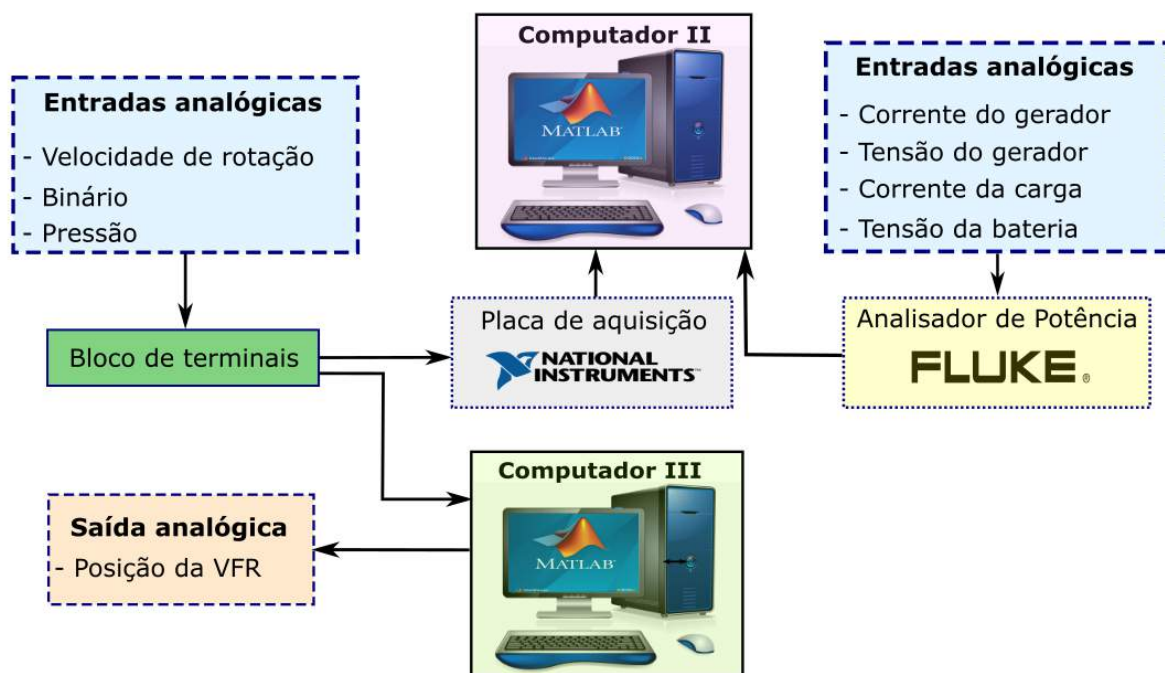 Computador II
MATLAB
Entradas analógicas
- Velocidade de rotação
- Binário
- Pressão
Entradas analógicas
- Corrente do gerador
- Tensão do gerador
- Corrente da carga
- Tensão da bateria
Bloco de terminais
Placa de aquisição
NATIONAL
INSTRUMENTS™
Analisador de Potência
FLUKE®
Computador III
MATLAB
Saída analógica
- Posição da VFR